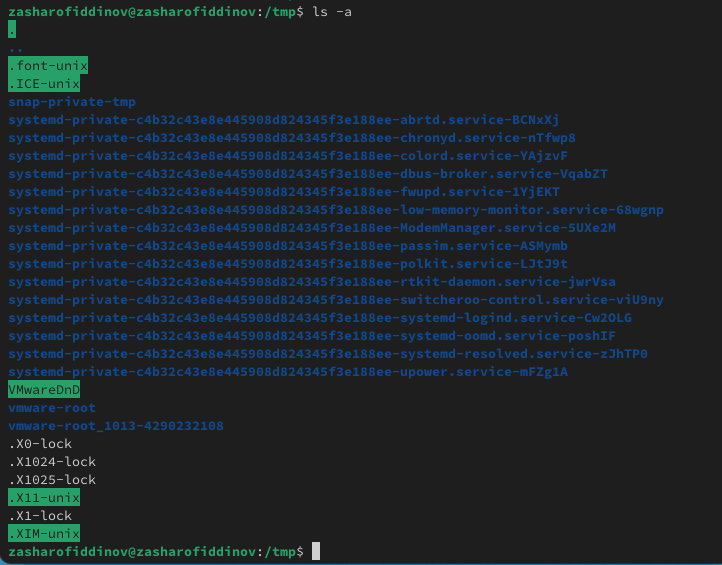 zasharofiddinov@zasharofiddinov:/tmp$ ls -a
.
..
.font-unix
.ICE-unix
snap-private-tmp
systemd-private-c4b32c43e8e445908d824345f3e188ee-abrtd.service-BCNxXj
systemd-private-c4b32c43e8e445908d824345f3e188ee-chronyd.service-nTfwp8
systemd-private-c4b32c43e8e445908d824345f3e188ee-colord.service-YAjzvF
systemd-private-c4b32c43e8e445908d824345f3e188ee-dbus-broker.service-VqabZT
systemd-private-c4b32c43e8e445908d824345f3e188ee-fwupd.service-1YjEKT
systemd-private-c4b32c43e8e445908d824345f3e188ee-low-memory-monitor.service-68wgnp
systemd-private-c4b32c43e8e445908d824345f3e188ee-ModemManager.service-5UXe2M
systemd-private-c4b32c43e8e445908d824345f3e188ee-passim.service-ASMymb
systemd-private-c4b32c43e8e445908d824345f3e188ee-polkit.service-LJtJ9t
systemd-private-c4b32c43e8e445908d824345f3e188ee-rtkit-daemon.service-jwrVsa
systemd-private-c4b32c43e8e445908d824345f3e188ee-switcheroo-control.service-viU9ny
systemd-private-c4b32c43e8e445908d824345f3e188ee-systemd-logind.service-Cw2OLG
systemd-private-c4b32c43e8e445908d824345f3e188ee-systemd-oomd.service-poshIF
systemd-private-c4b32c43e8e445908d824345f3e188ee-systemd-resolved.service-zJhTP0
systemd-private-c4b32c43e8e445908d824345f3e188ee-upower.service-mFZg1A
VMwareDnD
vmware-root
vmware-root_1013-4290232108
.X0-lock
.X1024-lock
.X1025-lock
.X11-unix
.X1-lock
.XIM-unix
zasharofiddinov@zasharofiddinov:/tmp$